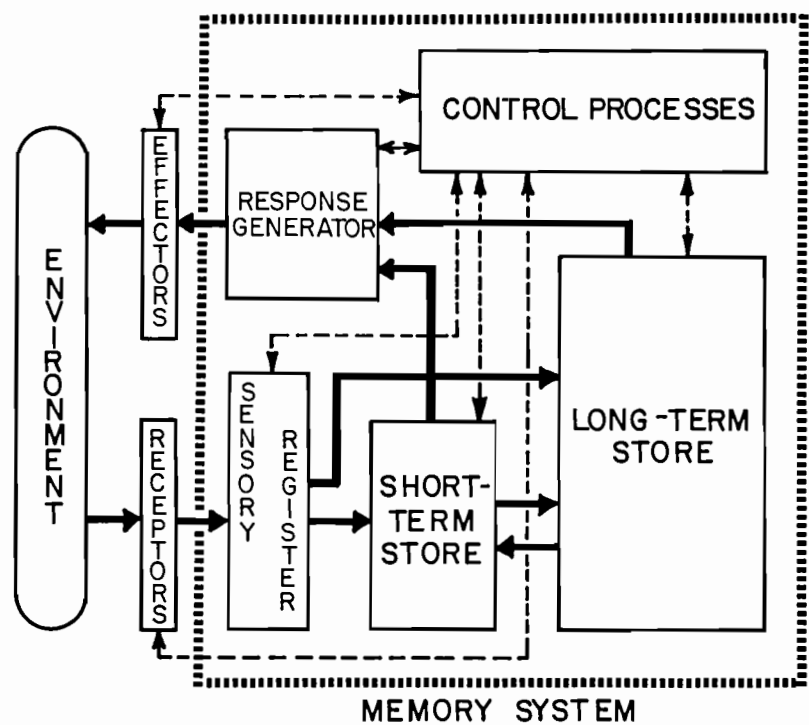 CONTROL PROCESSES
EFFECTORS
RESPONSE
GENERATOR
ENVIRONMENT
LONG-TERM
STORE
SENSORY
REGISTER
RECEPTORS
SHORT-
TERM
STORE
MEMORY SYSTEM